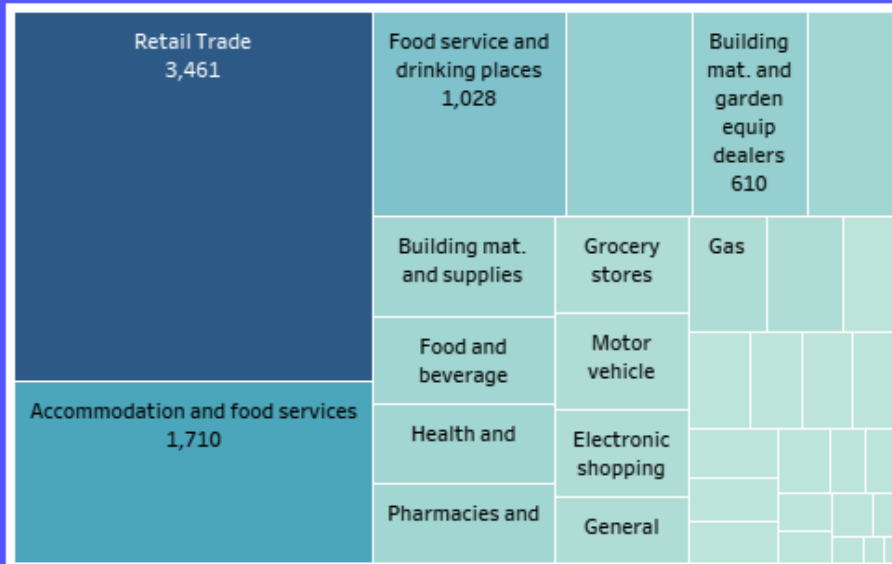 Retail Trade
3,461
Accommodation and food services
1,710
Food service and
drinking places
1,028
Building
mat. and
garden
equip
dealers
610
Building mat.
and supplies
Food and
beverage
Health and
Pharmacies and
Grocery
stores
Motor
vehicle
Electronic
shopping
General
Gas